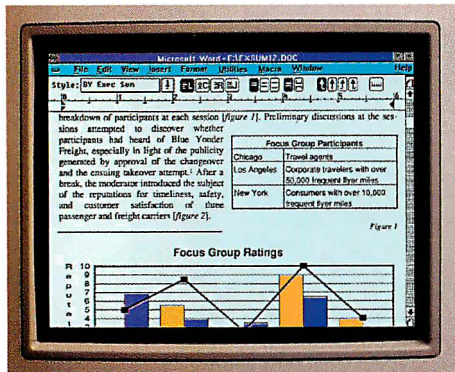 Microsoft Word - E:\EXSUM12.DOC
File Edit View Insert Format Utilities Macro Window Help
Style: BY Exec Sum
breakdown of participants at each session [figure 1]. Preliminary discussions at the ses-
sions attempted to discover whether
participants had heard of Blue Yonder
Freight, especially in light of the publicity
generated by approval of the changeover
and the ensuing takeover attempt.¹ After a
break, the moderator introduced the subject
of the reputations for timeliness, safety,
and customer satisfaction of three
passenger and freight carriers [figure 2].
Focus Group Participants
Chicago Travel agents
Los Angeles Corporate travelers with over
50,000 frequent flyer miles
New York Consumers with over 10,000
frequent flyer miles
Figure 1
Focus Group Ratings
R
e
p
u
t
a
10
9
8
7
6
5
4
3